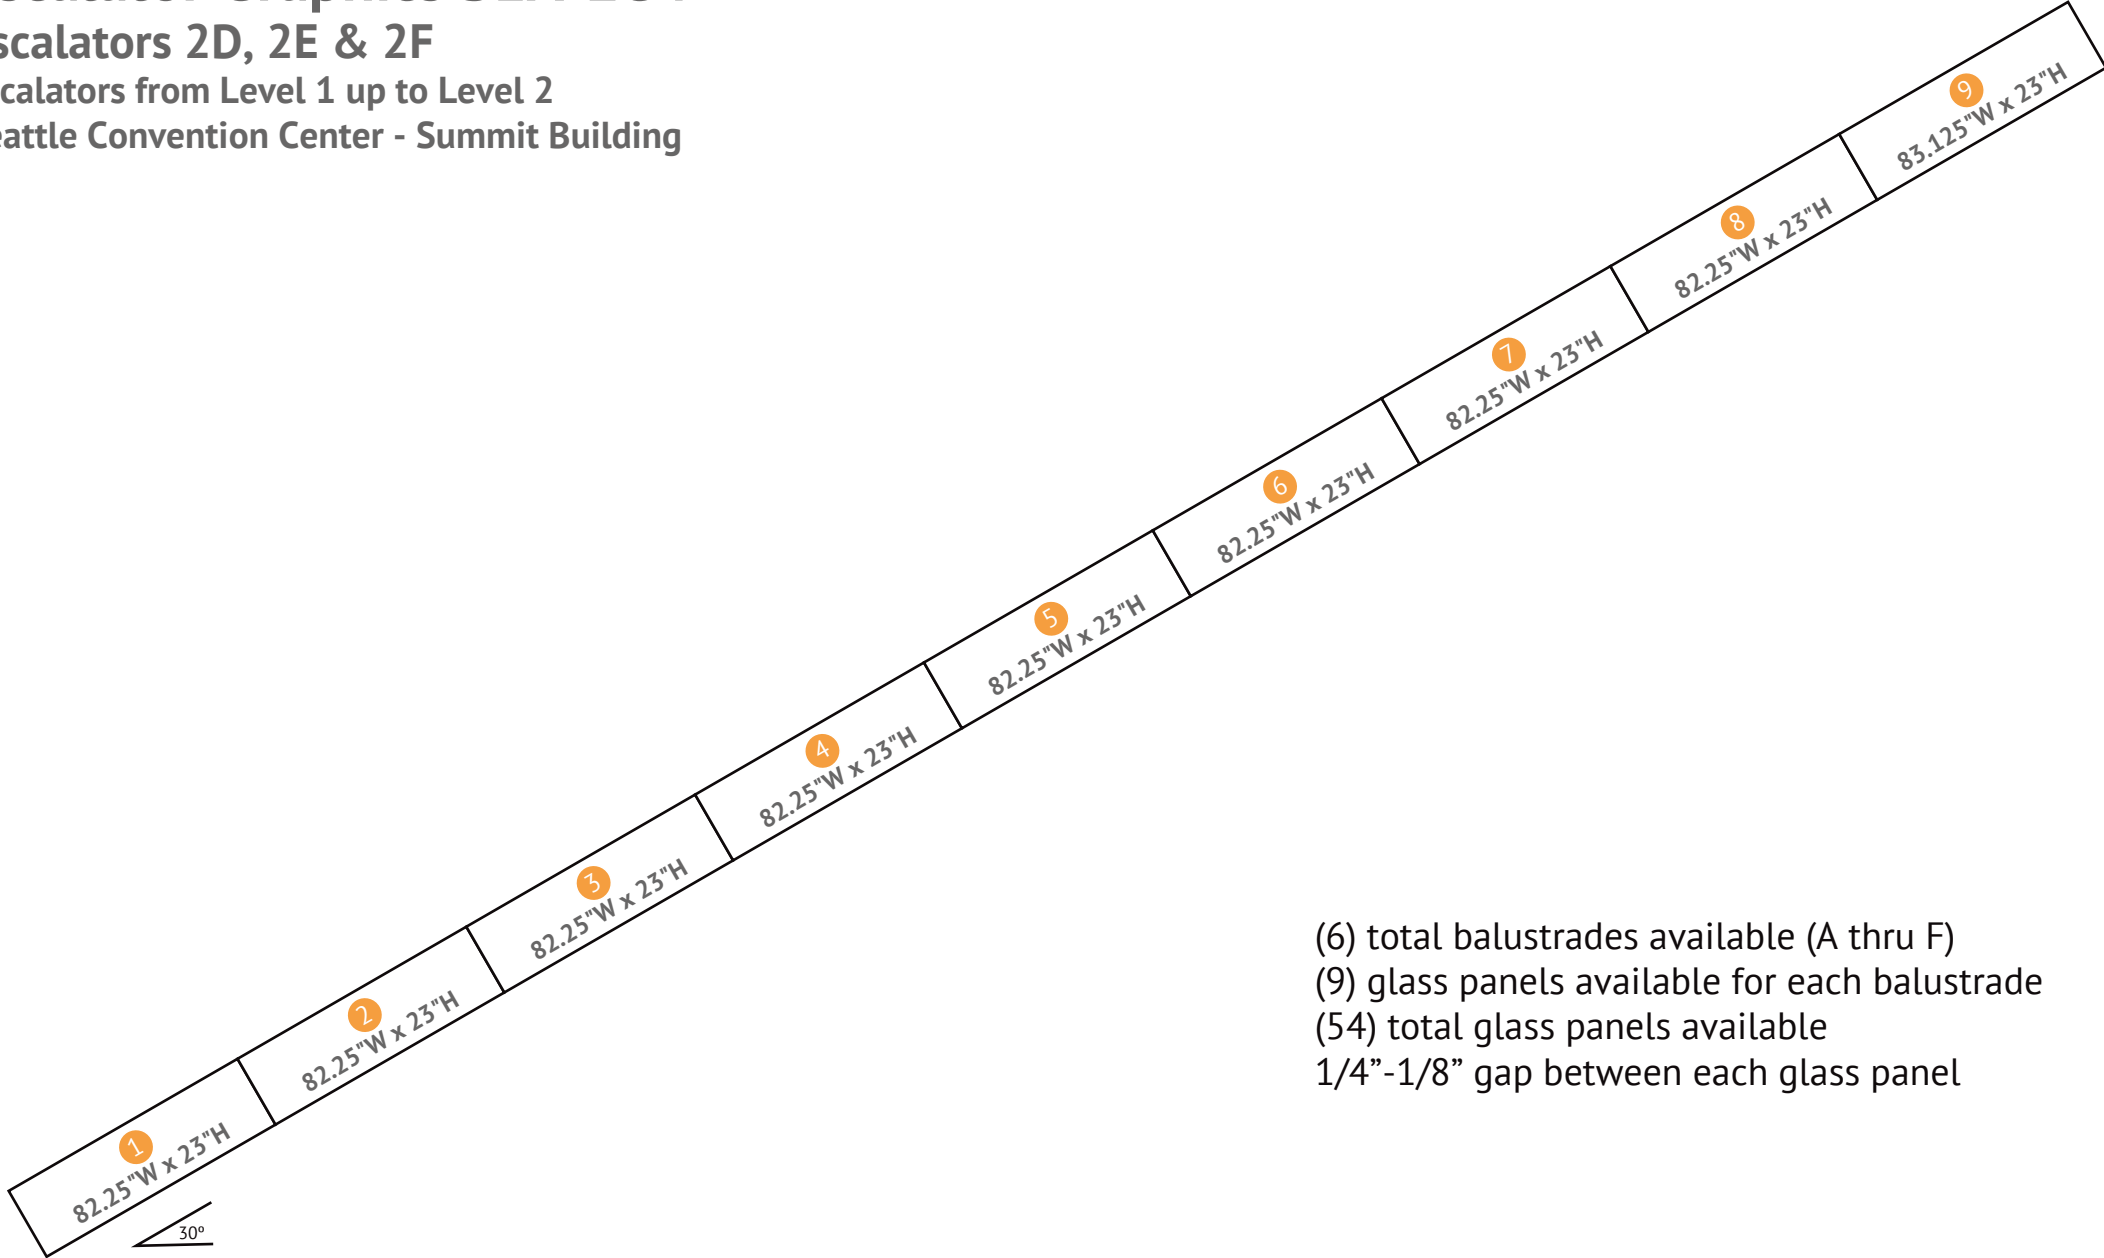 scalators 2D, 2E & 2F
calators from Level 1 up to Level 2
eattle Convention Center - Summit Building
9
83.125"W x 23"H
8
82.25"W x 23"H
7
82.25"W x 23"H
6
82.25"W x 23"H
5
82.25"W x 23"H
4
82.25"W x 23"H
3
82.25"W x 23"H
2
82.25"W x 23"H
1
82.25"W x 23"H
30º
(6) total balustrades available (A thru F)
(9) glass panels available for each balustrade
(54) total glass panels available
1/4”-1/8” gap between each glass panel